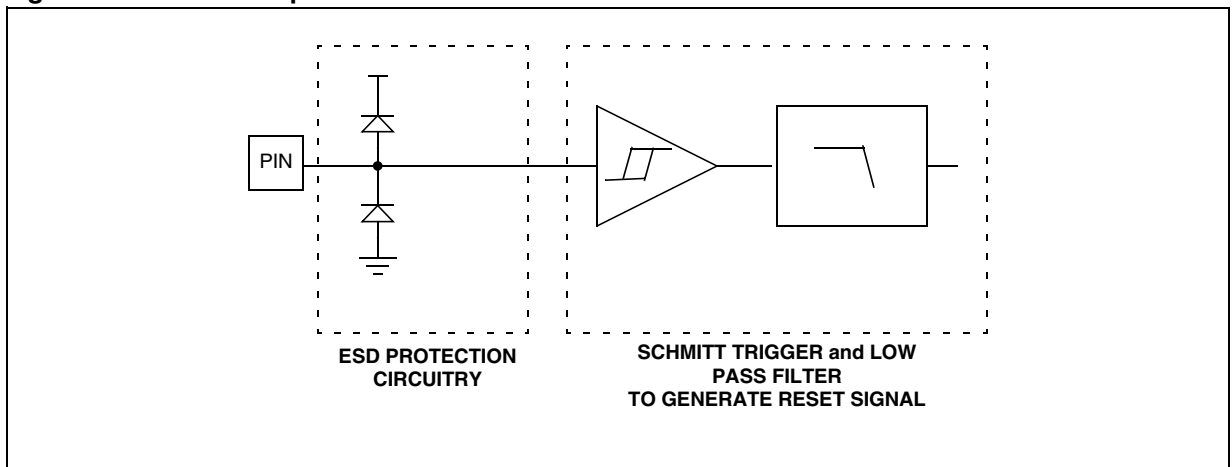 PIN
ESD PROTECTION
CIRCUITRY
SCHMITT TRIGGER and LOW
PASS FILTER
TO GENERATE RESET SIGNAL